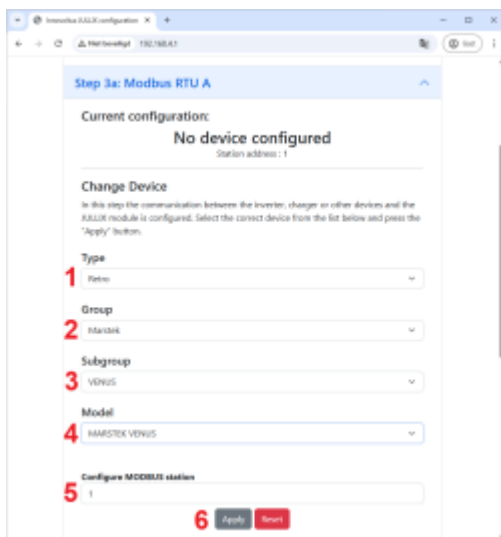 Innovoltus JULLIX configuration
Niet beveiligd 192.168.4.1
Step 3a: Modbus RTU A
Current configuration:
No device configured
Station address : 1
Change Device
In this step the communication between the inverter, charger or other devices and the
JULLIX module is configured. Select the correct device from the list below and press the
"Apply" button.
Type
1 Retro
Group
2 Marstek
Subgroup
3 VENUS
Model
4 MARSTEK VENUS
Configure MODBUS station
5 1
6 Apply Reset